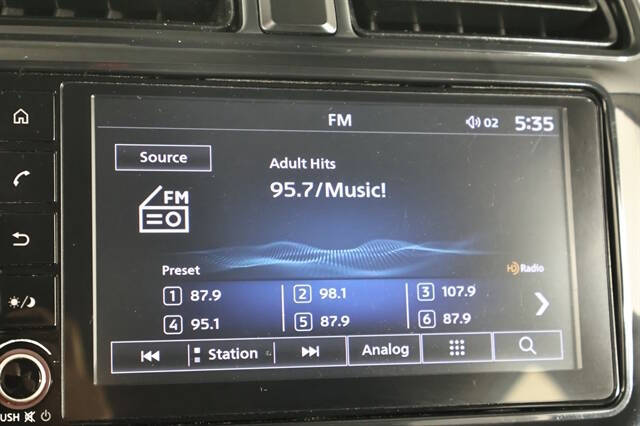 FM
02 5:35
Source
Adult Hits
FM
95.7/Music!
Preset
HD Radio
1 87.9 2 98.1 3 107.9
4 95.1 5 87.9 6 87.9
Station Analog
USH